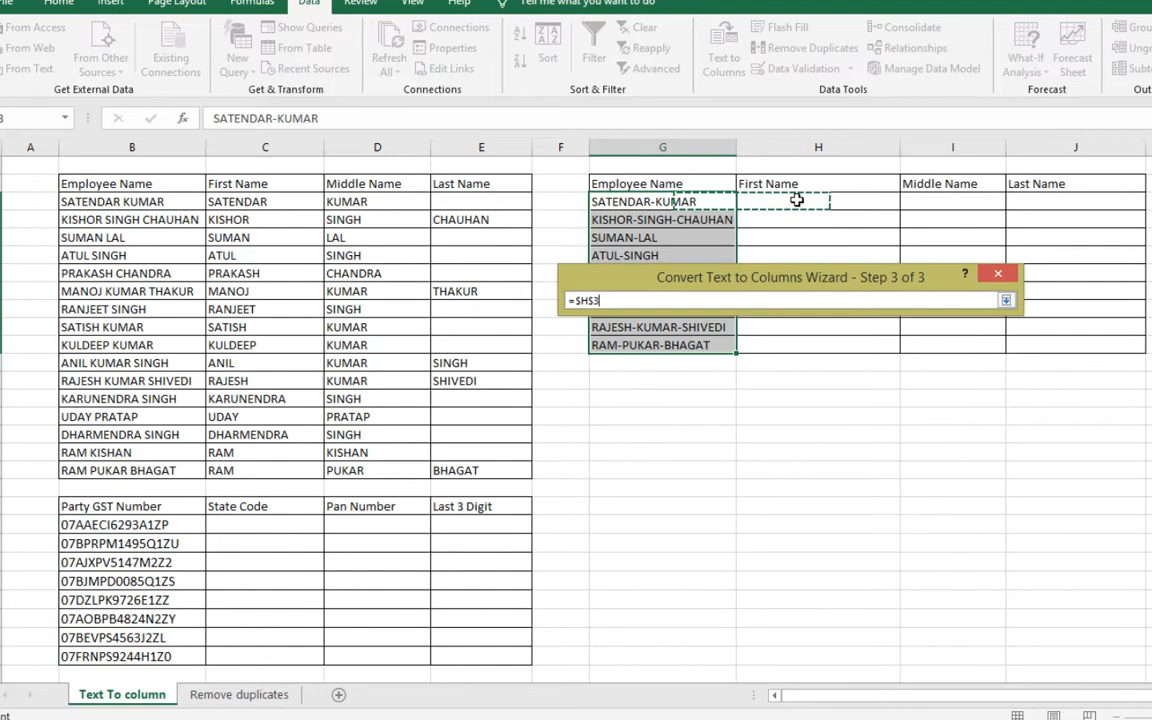 File Home Insert Page Layout Formulas Data Review View Help Tell me what you want to do
From Access
From Web
From Text
From Other Sources
Existing Connections
Get External Data
New Query
Show Queries
From Table
Recent Sources
Get & Transform
Refresh All
Connections
Properties
Edit Links
Connections
Sort
Filter
Clear
Reapply
Advanced
Sort & Filter
Text to Columns
Flash Fill
Remove Duplicates
Data Validation
Consolidate
Relationships
Manage Data Model
Data Tools
What-If Analysis
Forecast Sheet
Forecast
SATENDAR-KUMAR
A B C D E F G H I J
Employee Name First Name Middle Name Last Name
SATENDAR KUMAR SATENDAR KUMAR
KISHOR SINGH CHAUHAN KISHOR SINGH CHAUHAN
SUMAN LAL SUMAN LAL
ATUL SINGH ATUL SINGH
PRAKASH CHANDRA PRAKASH CHANDRA
MANOJ KUMAR THAKUR MANOJ KUMAR THAKUR
RANJEET SINGH RANJEET SINGH
SATISH KUMAR SATISH KUMAR
KULDEEP KUMAR KULDEEP KUMAR
ANIL KUMAR SINGH ANIL KUMAR SINGH
RAJESH KUMAR SHIVEDI RAJESH KUMAR SHIVEDI
KARUNENDRA SINGH KARUNENDRA SINGH
UDAY PRATAP UDAY PRATAP
DHARMENDRA SINGH DHARMENDRA SINGH
RAM KISHAN RAM KISHAN
RAM PUKAR BHAGAT RAM PUKAR BHAGAT
Employee Name First Name Middle Name Last Name
SATENDAR-KUMAR
KISHOR-SINGH-CHAUHAN
SUMAN-LAL
ATUL-SINGH
Convert Text to Columns Wizard - Step 3 of 3 ?
=$H$3
RAJESH-KUMAR-SHIVEDI
RAM-PUKAR-BHAGAT
Party GST Number State Code Pan Number Last 3 Digit
07AAECI6293A1ZP
07BPRPM1495Q1ZU
07AJXPV5147M2Z2
07BJMPD0085Q1ZS
07DZLPK9726E1ZZ
07AOBPB4824N2ZY
07BEVPS4563J2ZL
07FRNPS9244H1Z0
Text To column Remove duplicates